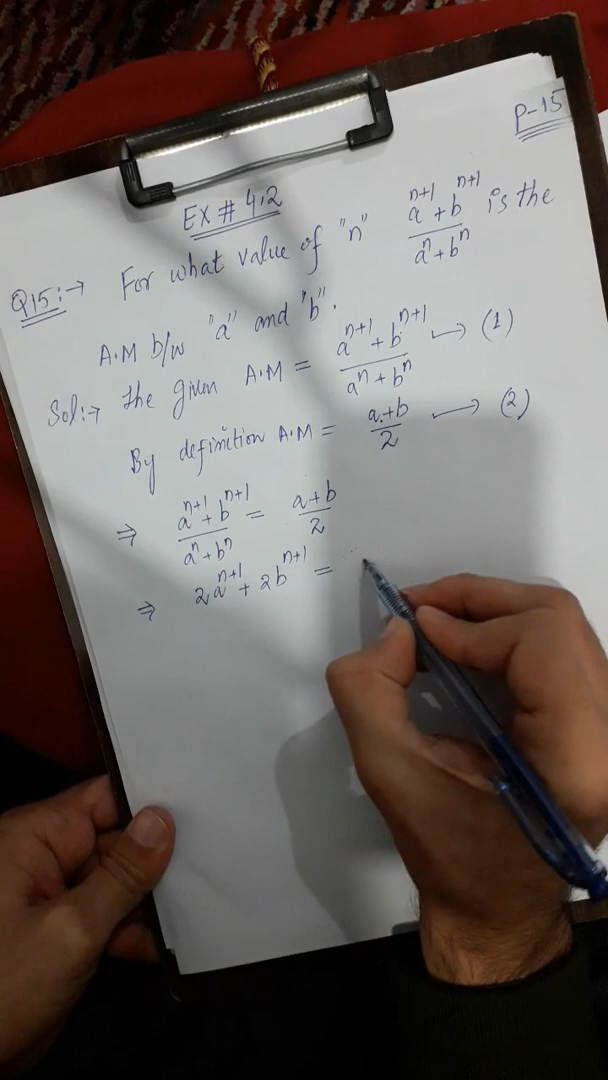 P-15
EX # 4.2
Q15:→ For what value of "n" (a^(n+1) + b^(n+1))/(a^n + b^n) is the
A.M b/w "a" and "b".
Sol:→ the given A.M = (a^(n+1) + b^(n+1))/(a^n + b^n) → (1)
By definition A.M = (a+b)/2 → (2)
⇒ (a^(n+1) + b^(n+1))/(a^n + b^n) = (a+b)/2
⇒ 2a^(n+1) + 2b^(n+1) =